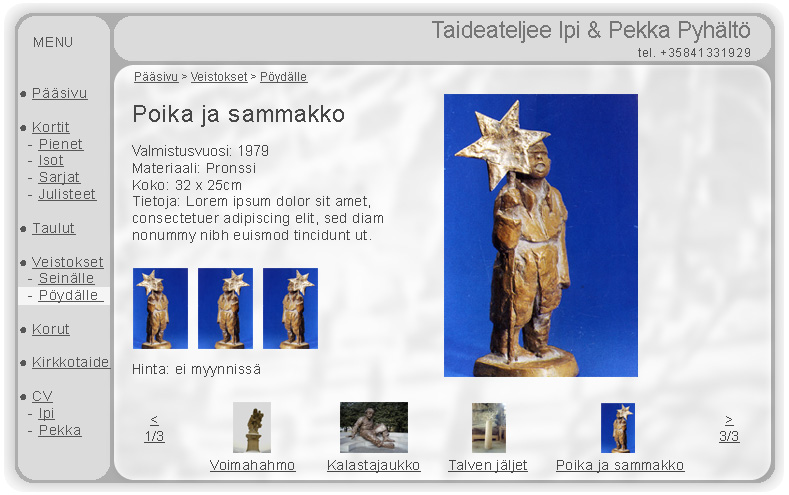 Taideateljee Ipi & Pekka Pyhältö
tel. +35841331929
MENU
Pääsivu
Kortit
- Pienet
- Isot
- Sarjat
- Julisteet
Taulut
Veistokset
- Seinälle
- Pöydälle
Korut
Kirkkotaide
CV
- Ipi
- Pekka
Pääsivu > Veistokset > Pöydälle
Poika ja sammakko
Valmistusvuosi: 1979
Materiaali: Pronssi
Koko: 32 x 25cm
Tietoja: Lorem ipsum dolor sit amet,
consectetuer adipiscing elit, sed diam
nonummy nibh euismod tincidunt ut.
Hinta: ei myynnissä
<
1/3
Voimahahmo
Kalastajaukko
Talven jäljet
Poika ja sammakko
>
3/3